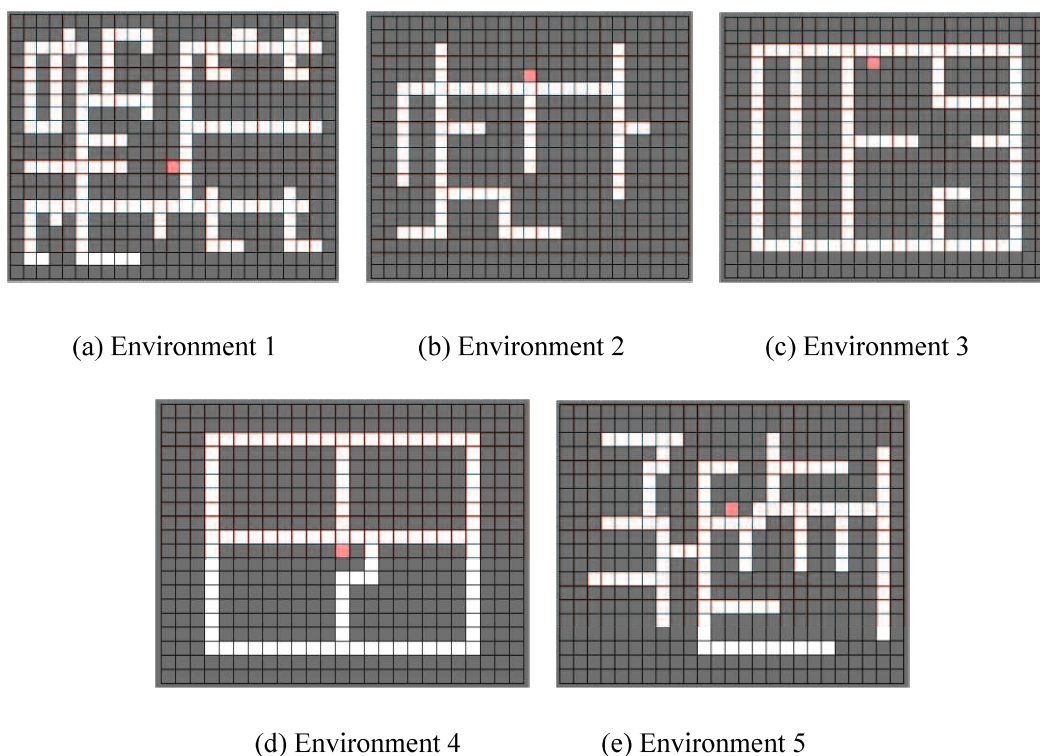 (a) Environment 1
(b) Environment 2
(c) Environment 3
(d) Environment 4
(e) Environment 5